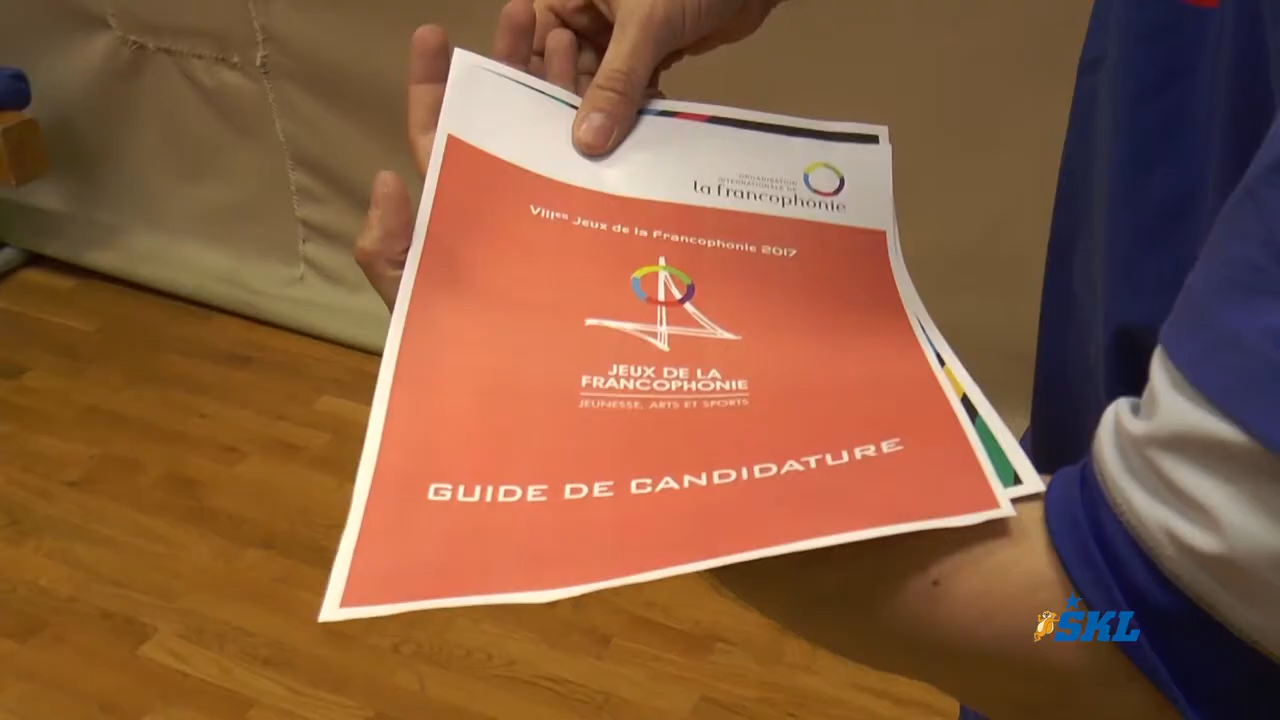 ORGANISATION
INTERNATIONALE DE
la francophonie
VIIIes Jeux de la Francophonie 2017
JEUX DE LA
FRANCOPHONIE
JEUNESSE, ARTS ET SPORTS
GUIDE DE CANDIDATURE
ŠKL